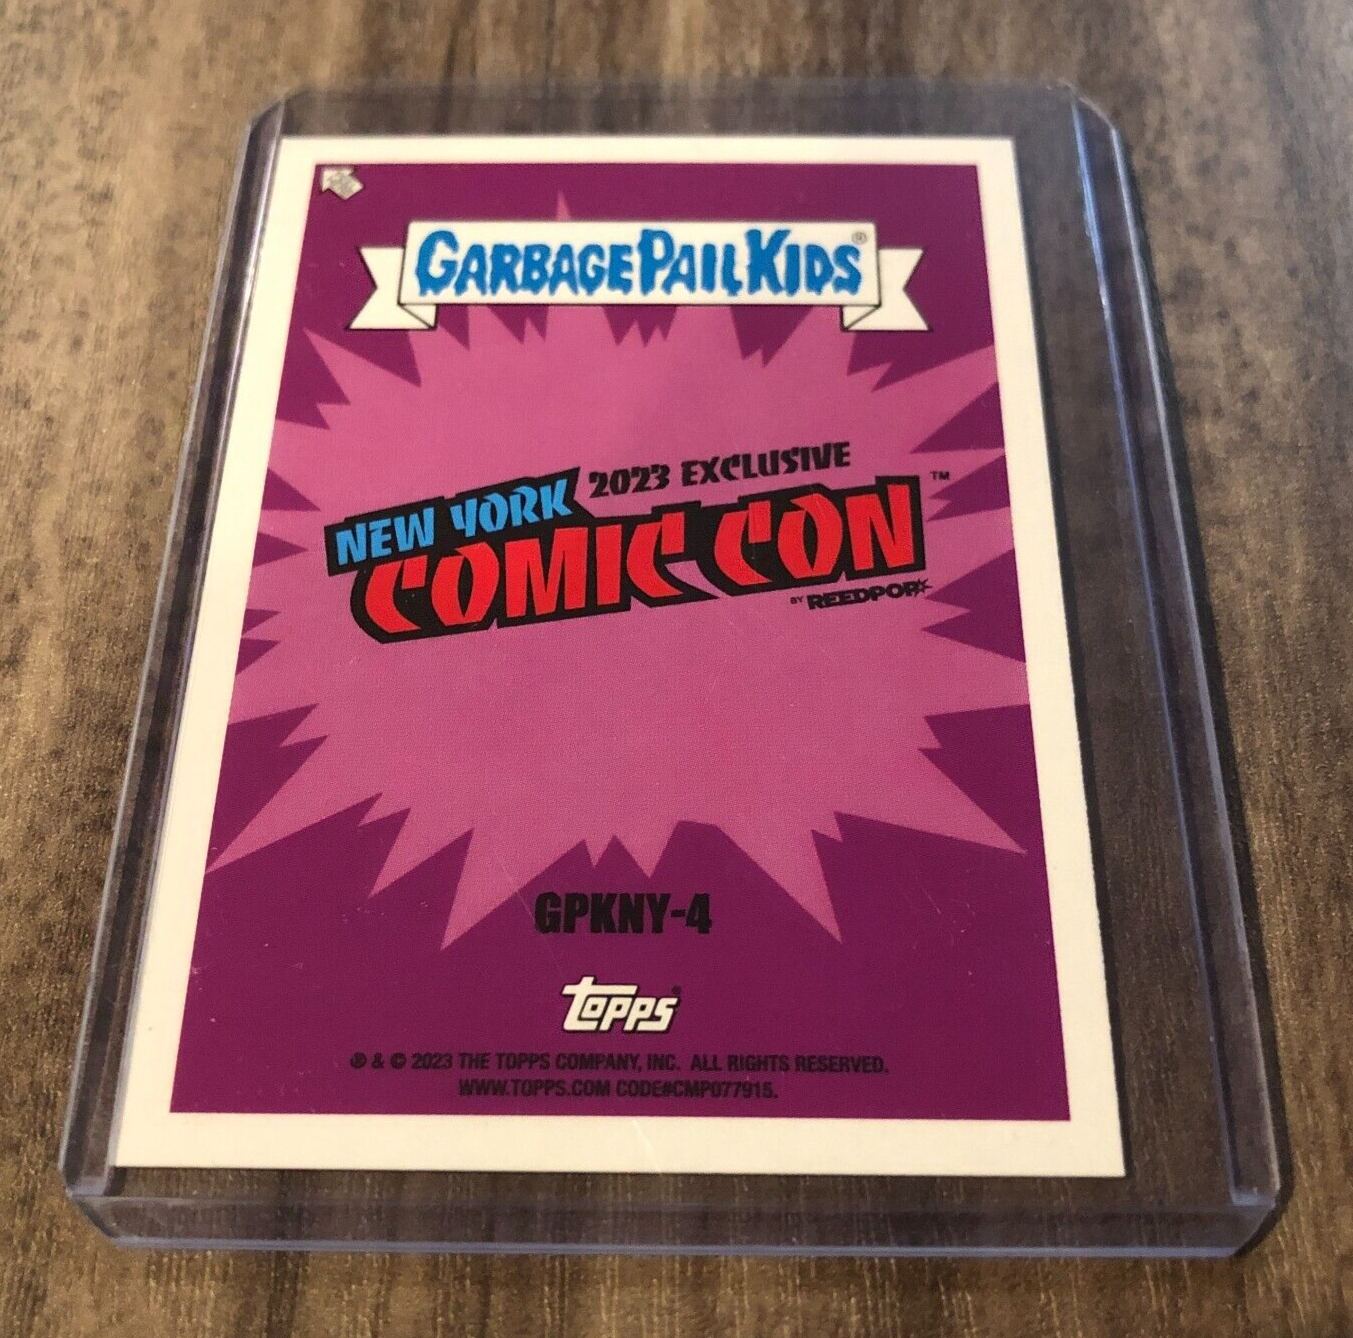 GARBAGE PAIL KIDS®
2023 EXCLUSIVE
NEW YORK
COMIC CON™
BY REEDPOP
GPKNY-4
topps®
℗ & © 2023 THE TOPPS COMPANY, INC. ALL RIGHTS RESERVED.
WWW.TOPPS.COM CODE#CMP077915.